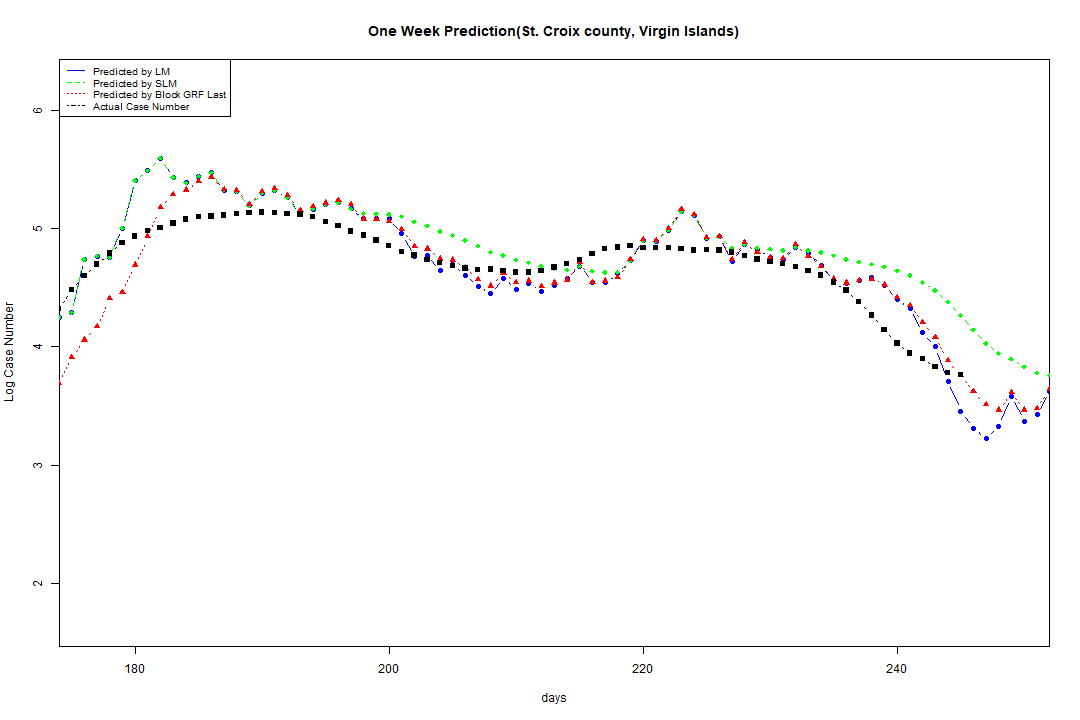 One Week Prediction(St. Croix county, Virgin Islands)
Predicted by LM
Predicted by SLM
Predicted by Block GRF Last
Actual Case Number
6
5
4
3
2
Log Case Number
180
200
220
240
days